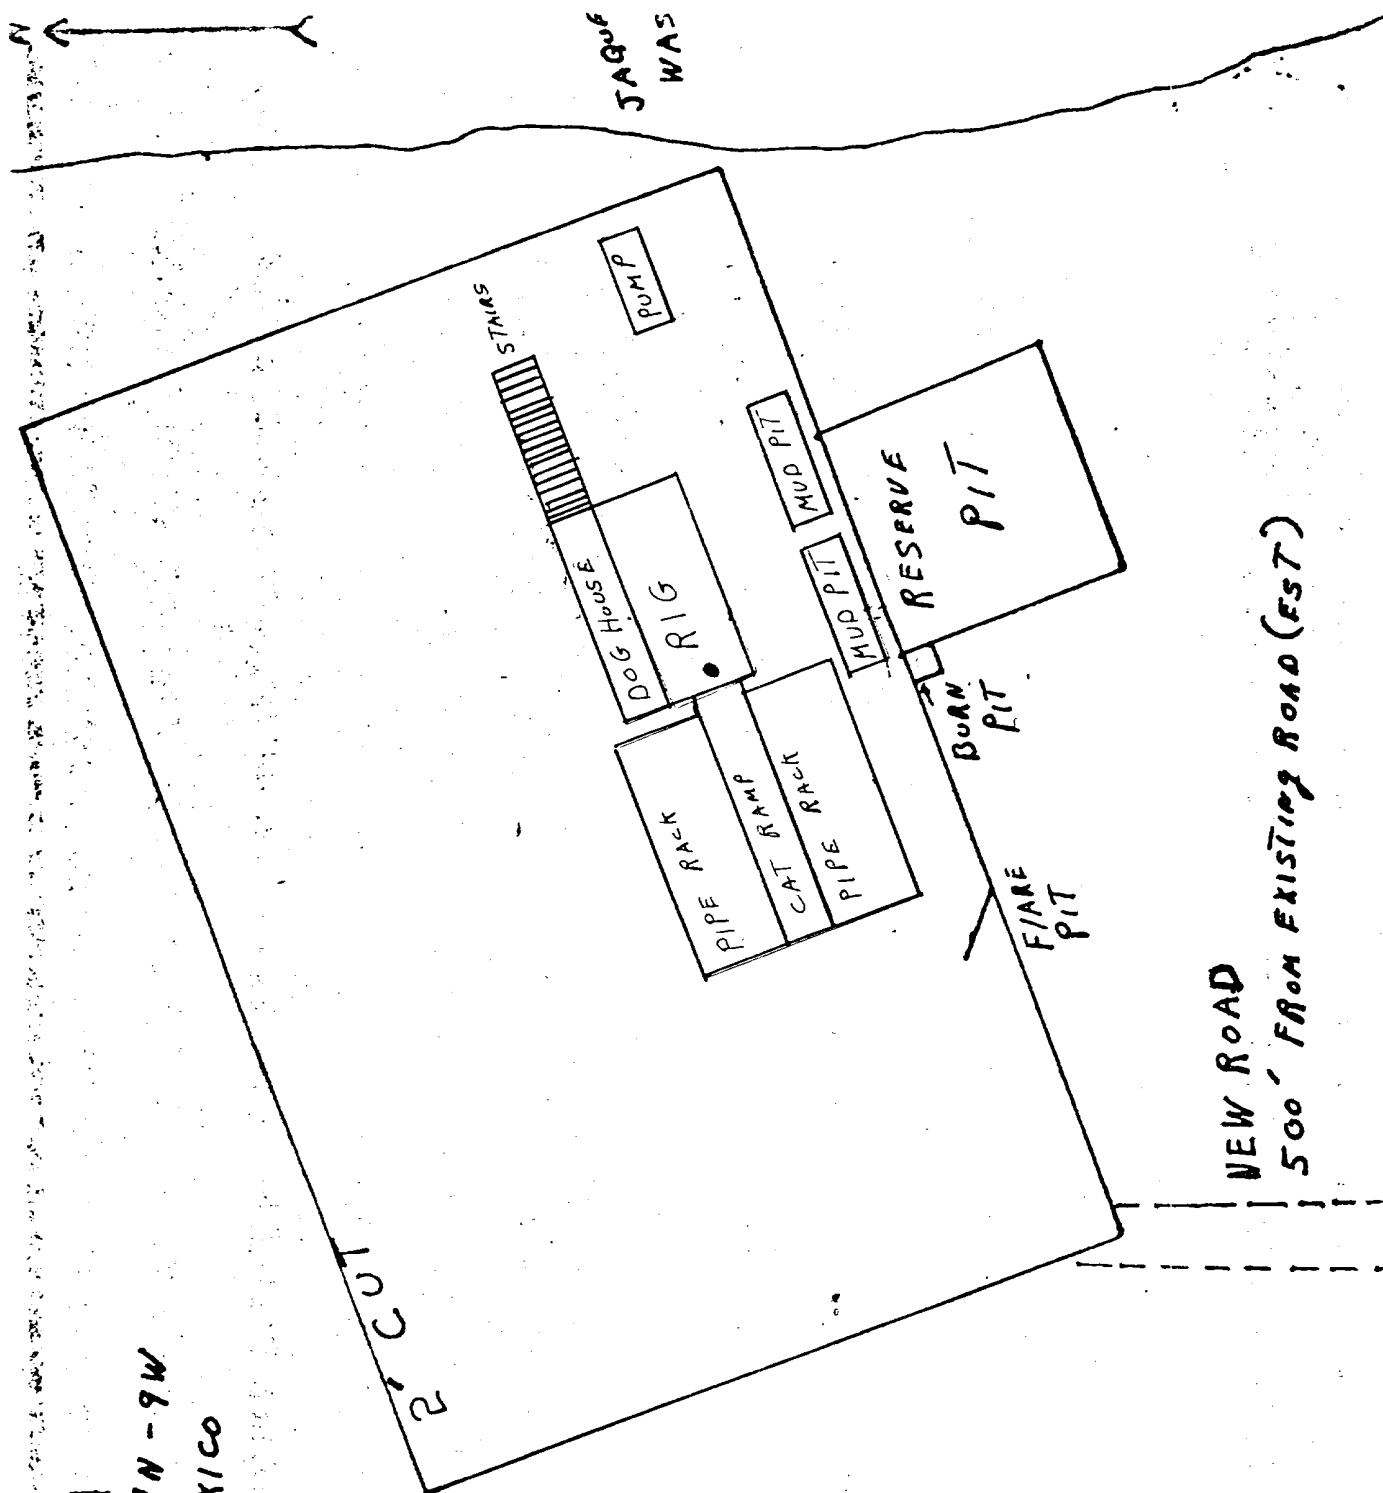 N
JAQUE
WAS
STAIRS
PUMP
DOG HOUSE
RIG
MUD PIT
MUD PIT
RESERVE
PIT
PIPE RACK
CAT RAMP
PIPE RACK
BURN
PIT
F/ARE
PIT
2' CUT
NEW ROAD
500' FROM EXISTING ROAD (EST)
N-9W
XICO